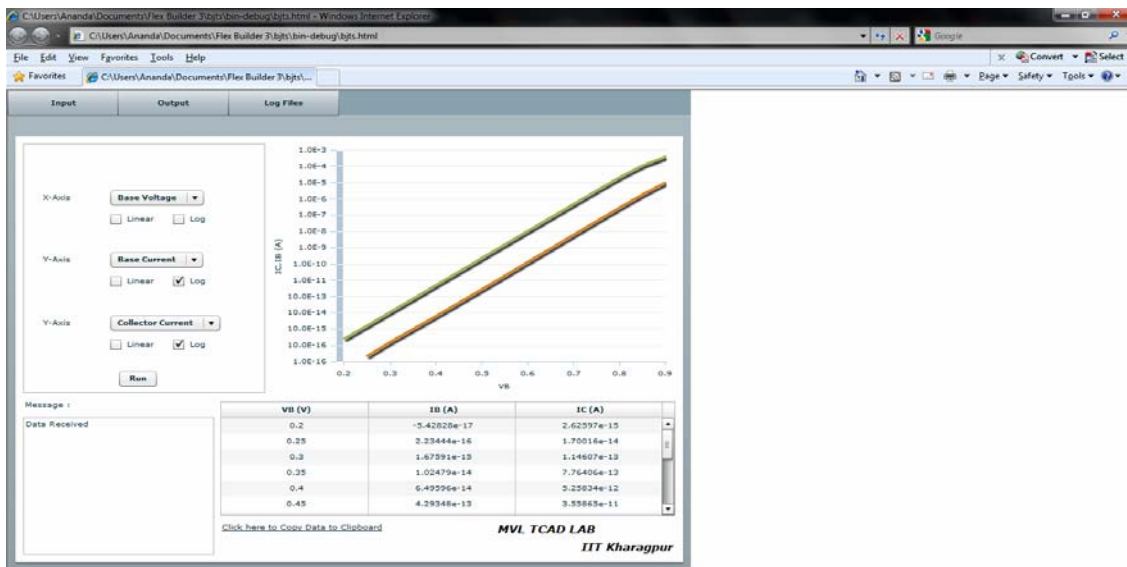 C:\Users\Ananda\Documents\Flex Builder 3\bjts\bin-debug\bjts.html - Windows Internet Explorer
C:\Users\Ananda\Documents\Flex Builder 3\bjts\bin-debug\bjts.html
Google
File Edit View Favorites Tools Help
Convert Select
Favorites C:\Users\Ananda\Documents\Flex Builder 3\bjts\...
Page Safety Tools
Input Output Log Files
X-Axis Base Voltage
Linear Log
Y-Axis Base Current
Linear Log
Y-Axis Collector Current
Linear Log
Run
IC,IB (A)
1.0E-3
1.0E-4
1.0E-5
1.0E-6
1.0E-7
1.0E-8
1.0E-9
1.0E-10
1.0E-11
10.0E-13
10.0E-14
10.0E-15
10.0E-16
1.0E-16
0.2 0.3 0.4 0.5 0.6 0.7 0.8 0.9
VB
Message :
Data Received
VB (V) IB (A) IC (A)
0.2 -5.42828e-17 2.62597e-15
0.25 2.23444e-16 1.70016e-14
0.3 1.67591e-15 1.14607e-13
0.35 1.02479e-14 7.76406e-13
0.4 6.49596e-14 5.25834e-12
0.45 4.29348e-13 3.55865e-11
Click here to Copy Data to Clipboard
MVL TCAD LAB
IIT Kharagpur